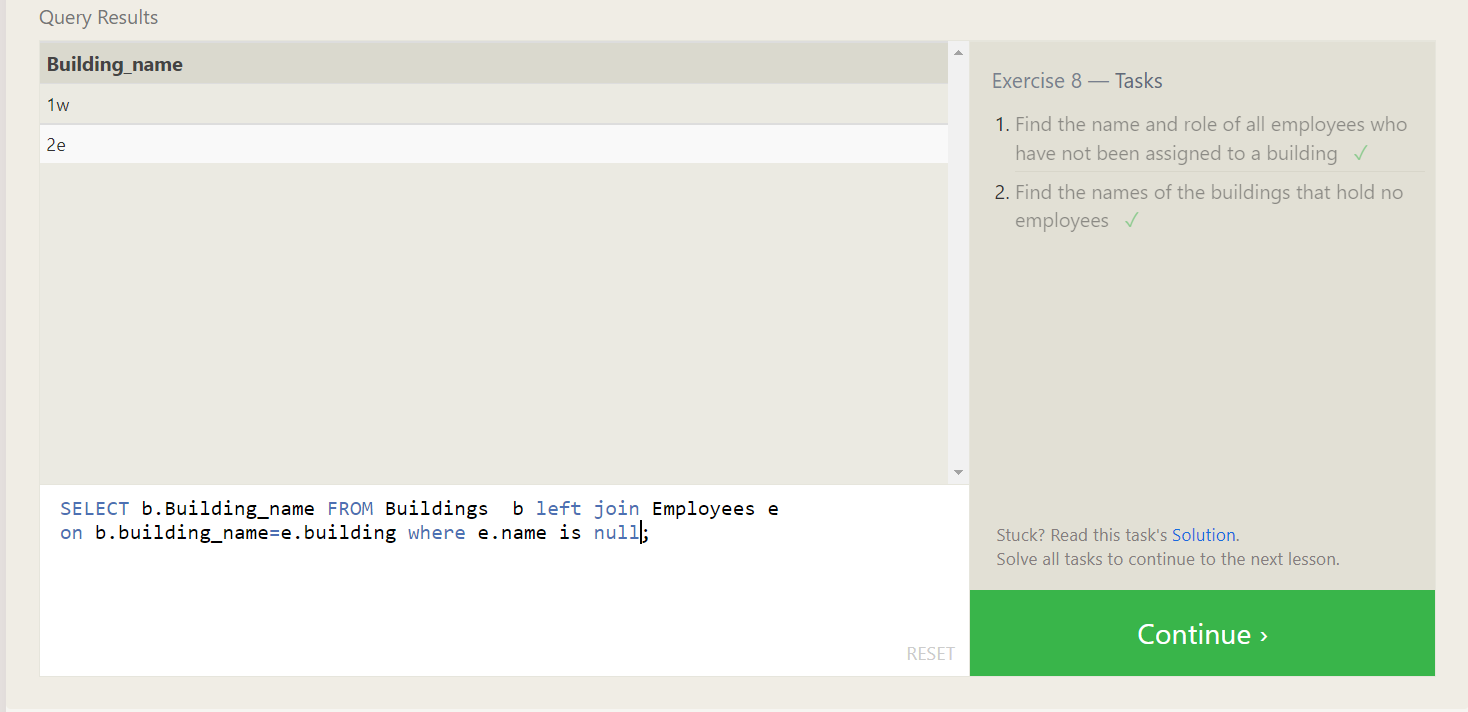 Query Results
Building_name
1w
2e
SELECT b.Building_name FROM Buildings  b left join Employees e
on b.building_name=e.building where e.name is null;
RESET
Exercise 8 — Tasks
1. Find the name and role of all employees who
have not been assigned to a building ✓
2. Find the names of the buildings that hold no
employees ✓
Stuck? Read this task's Solution.
Solve all tasks to continue to the next lesson.
Continue ›